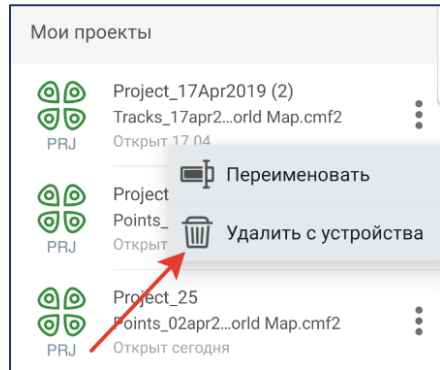 Мои проекты
Project_17Apr2019 (2)
Tracks_17apr2...orld Map.cmf2
Открыт 17.04
PRJ
Переименовать
Project
Points_
Удалить с устройства
Открыт
PRJ
Project_25
Points_02apr2...orld Map.cmf2
Открыт сегодня
PRJ